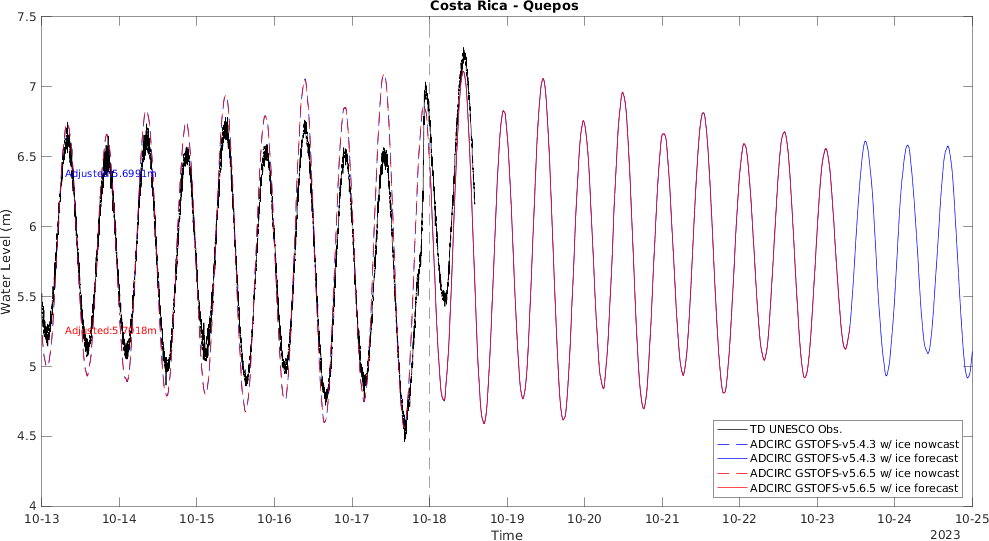 Costa Rica - Quepos
7.5
7
6.5
6
5.5
5
4.5
4
Water Level (m)
Adjusted:5.6991m
Adjusted:5.7018m
TD UNESCO Obs.
ADCIRC GSTOFS-v5.4.3 w/ ice nowcast
ADCIRC GSTOFS-v5.4.3 w/ ice forecast
ADCIRC GSTOFS-v5.6.5 w/ ice nowcast
ADCIRC GSTOFS-v5.6.5 w/ ice forecast
10-13 10-14 10-15 10-16 10-17 10-18 10-19 10-20 10-21 10-22 10-23 10-24 10-25
Time
2023